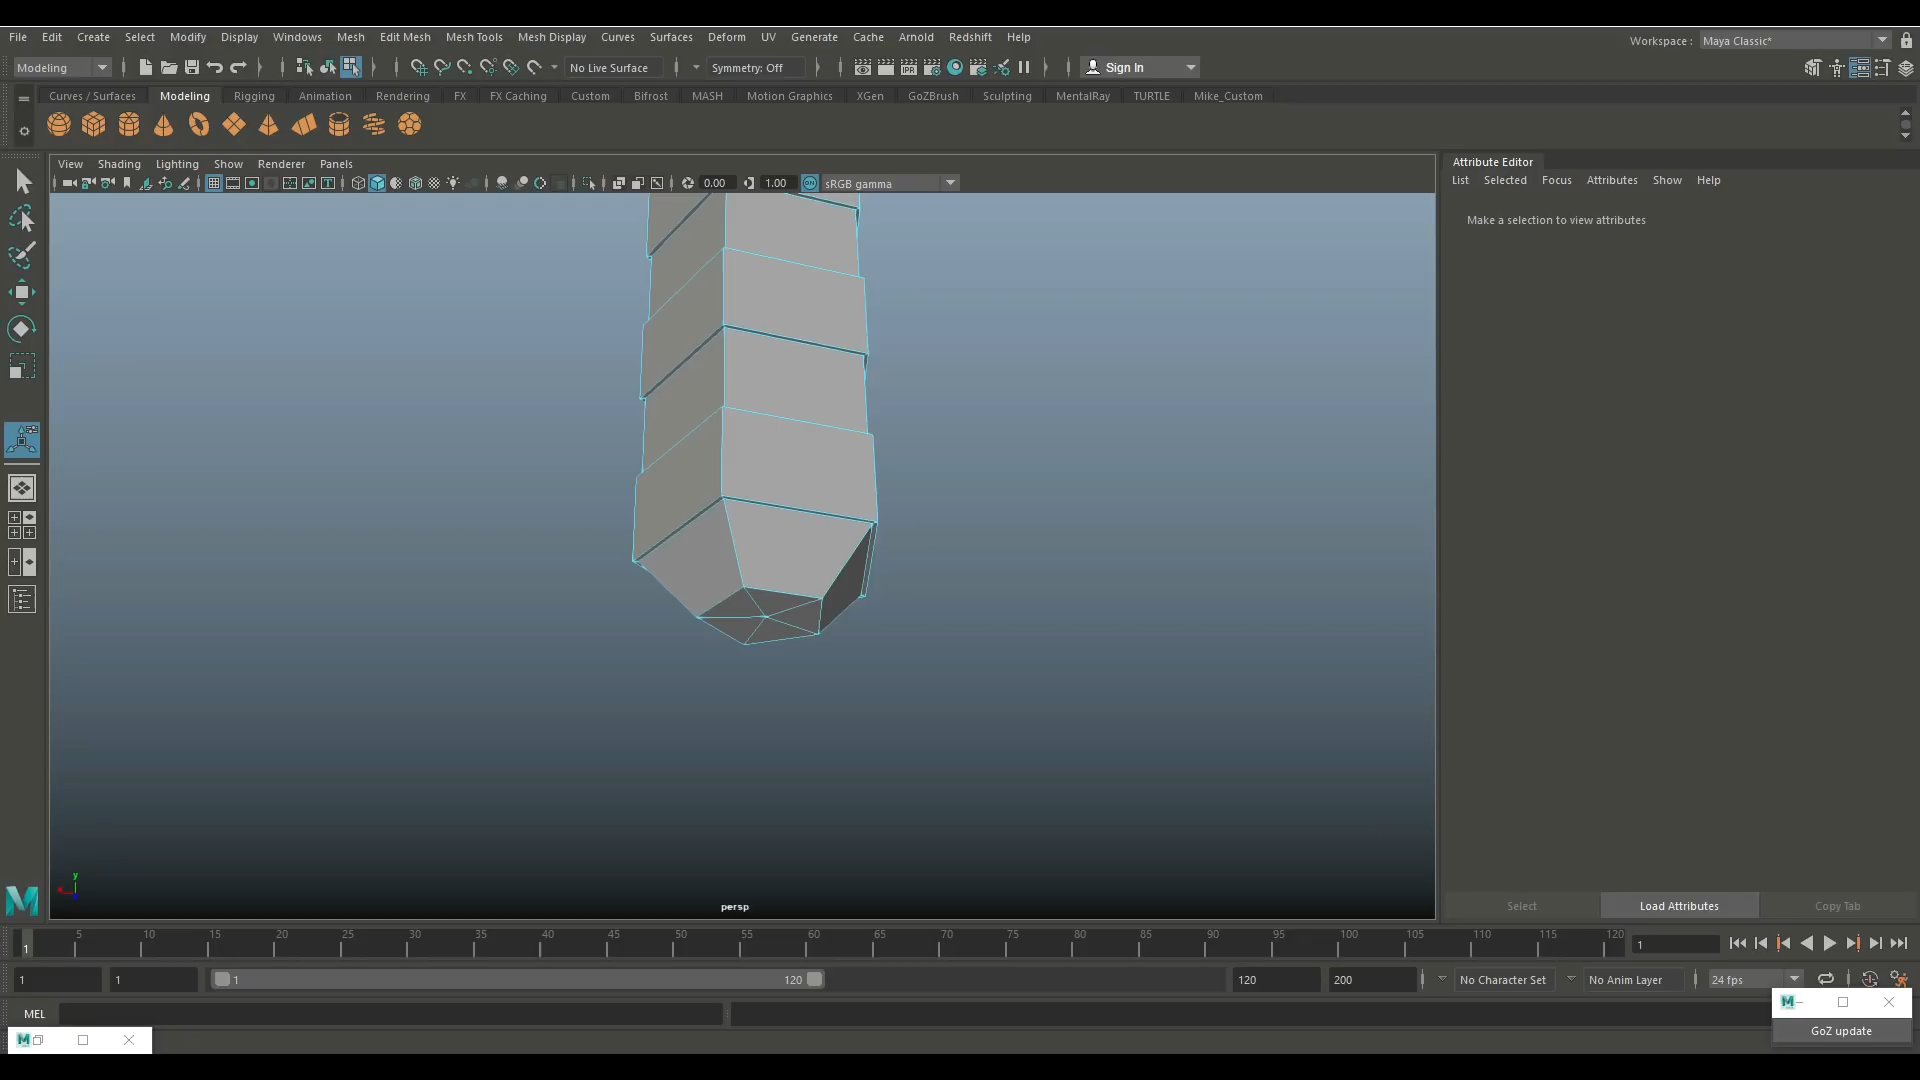 File Edit Create Select Modify Display Windows Mesh Edit Mesh Mesh Tools Mesh Display Curves Surfaces Deform UV Generate Cache Arnold Redshift Help
Workspace : Maya Classic*
Modeling No Live Surface Symmetry: Off IPR Sign In
Curves / Surfaces Modeling Rigging Animation Rendering FX FX Caching Custom Bifrost MASH Motion Graphics XGen GoZBrush Sculpting MentalRay TURTLE Mike_Custom
View Shading Lighting Show Renderer Panels
0.00 1.00 ON sRGB gamma
Attribute Editor
List Selected Focus Attributes Show Help
Make a selection to view attributes
y
persp
Select Load Attributes Copy Tab
1 5 10 15 20 25 30 35 40 45 50 55 60 65 70 75 80 85 90 95 100 105 110 115 120 1
1 1 1 120 120 200 No Character Set No Anim Layer 24 fps
MEL
GoZ update